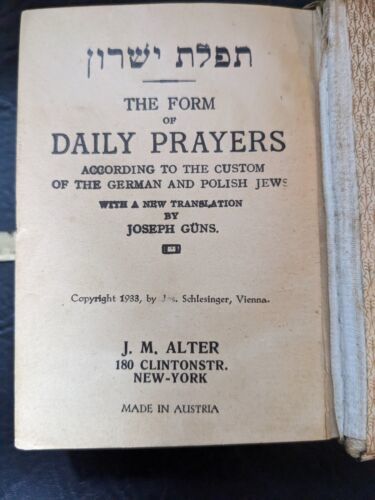 תפלת ישרון
THE FORM
OF
DAILY PRAYERS
ACCORDING TO THE CUSTOM
OF THE GERMAN AND POLISH JEWS
WITH A NEW TRANSLATION
BY
JOSEPH GÜNS.
Copyright 1933, by Jos. Schlesinger, Vienna.
J. M. ALTER
180 CLINTONSTR.
NEW-YORK
MADE IN AUSTRIA